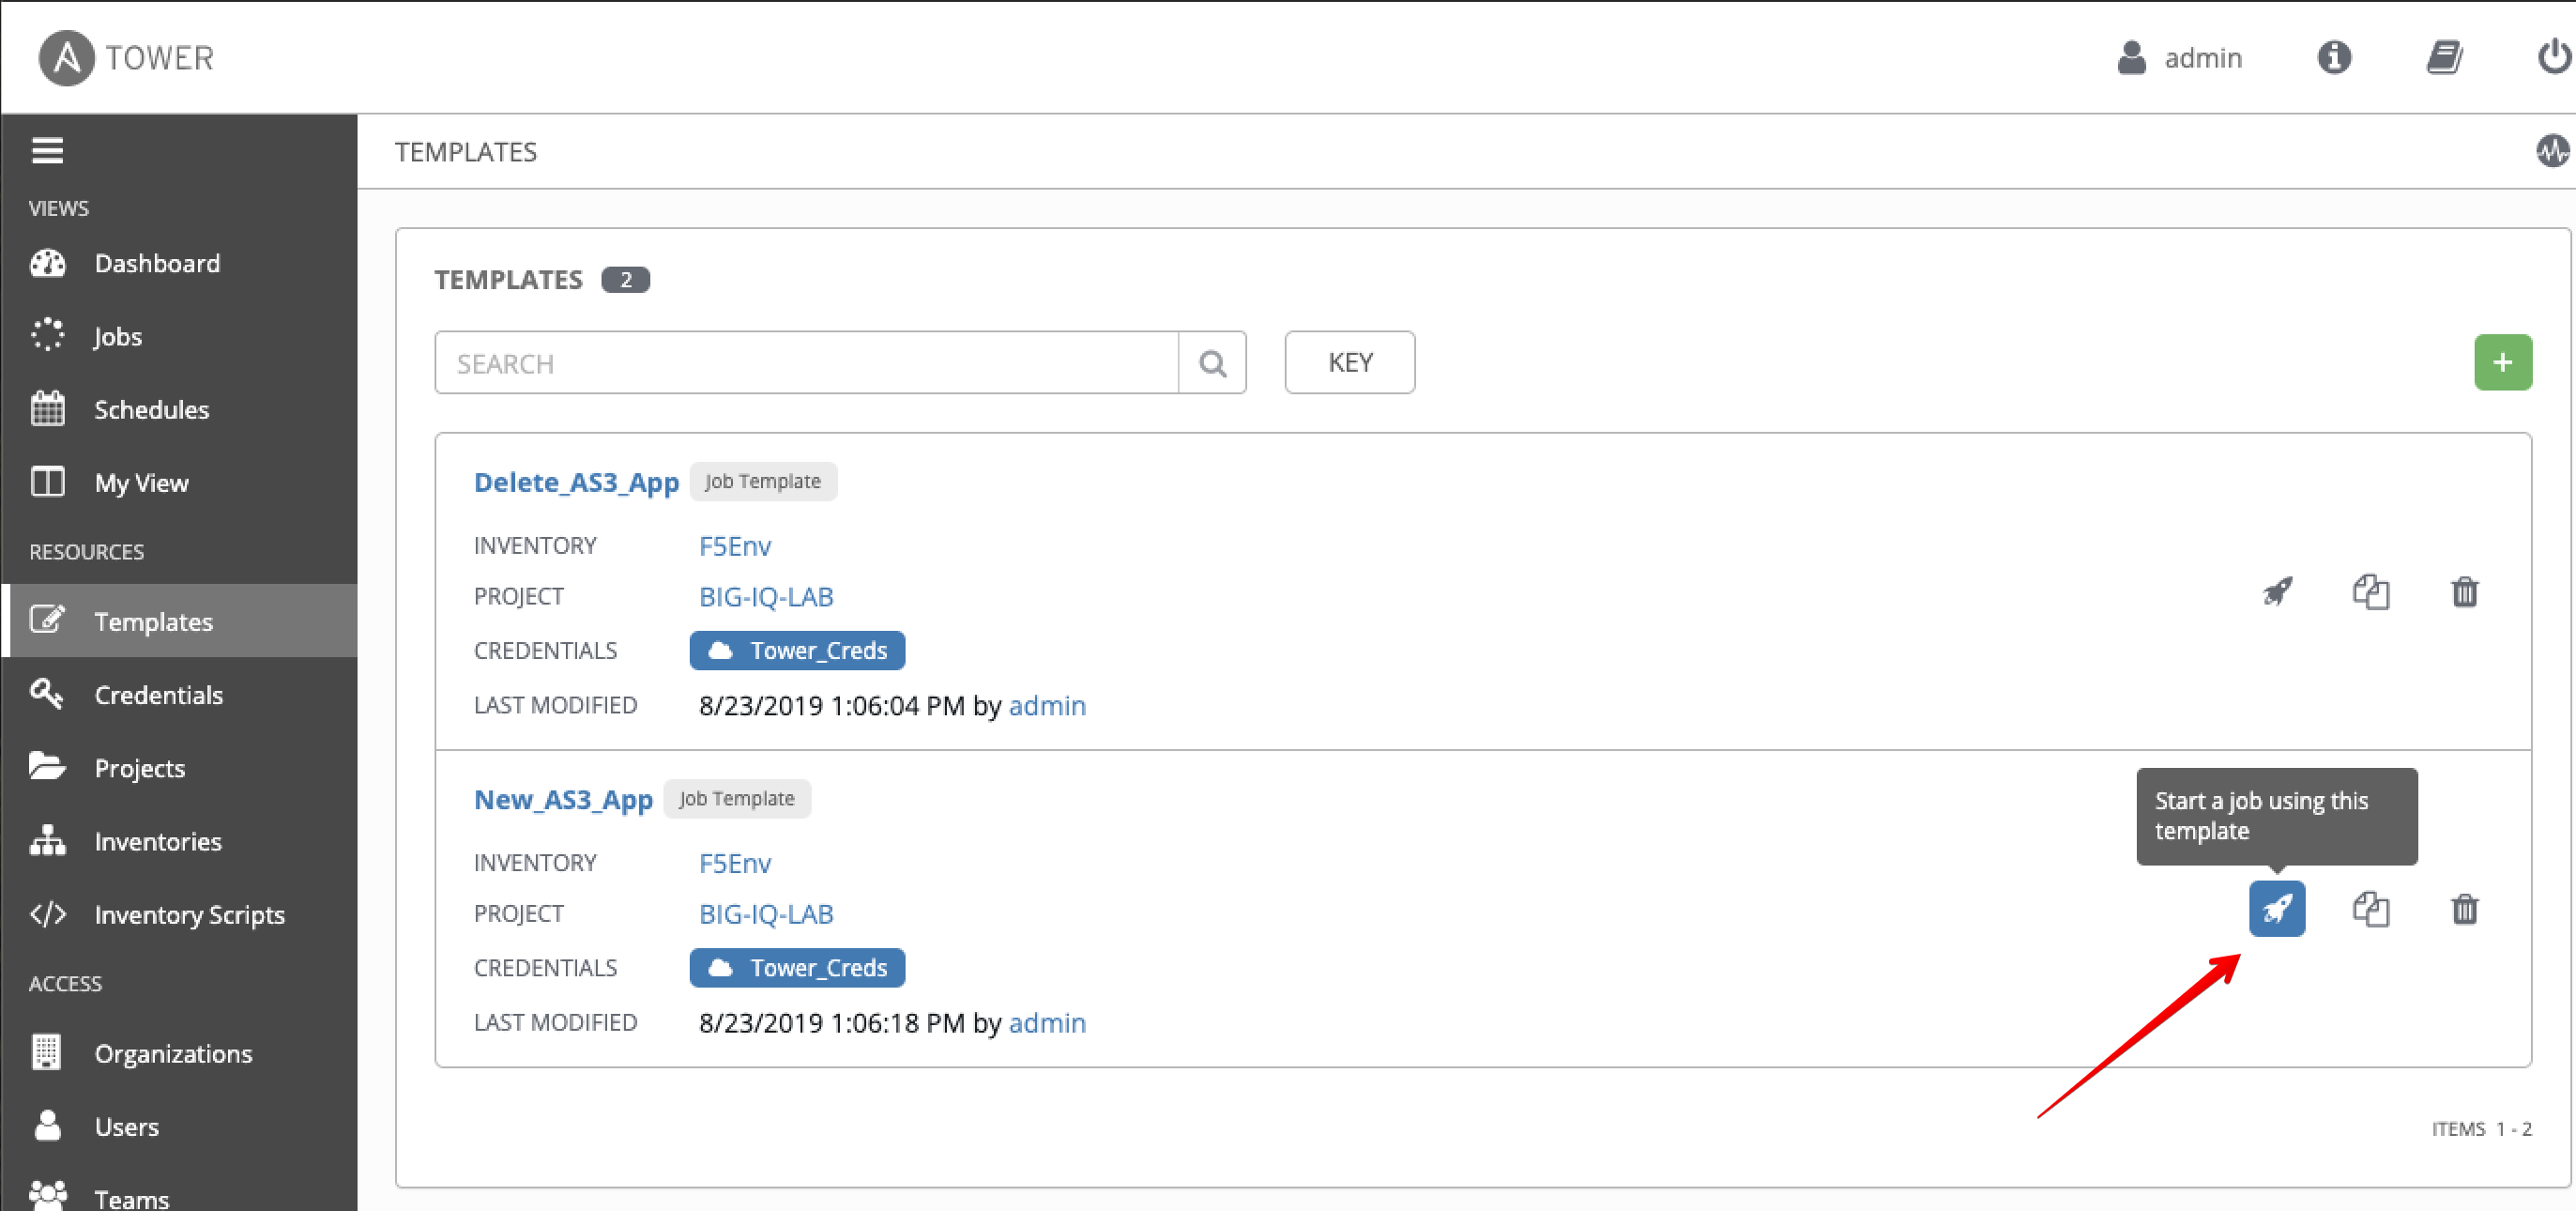 TOWER
admin
TEMPLATES
VIEWS
Dashboard
Jobs
Schedules
My View
RESOURCES
Templates
Credentials
Projects
Inventories
Inventory Scripts
ACCESS
Organizations
Users
Teams
TEMPLATES 2
SEARCH
KEY
+
Delete_AS3_App Job Template
INVENTORY F5Env
PROJECT BIG-IQ-LAB
CREDENTIALS Tower_Creds
LAST MODIFIED 8/23/2019 1:06:04 PM by admin
New_AS3_App Job Template
INVENTORY F5Env
PROJECT BIG-IQ-LAB
CREDENTIALS Tower_Creds
LAST MODIFIED 8/23/2019 1:06:18 PM by admin
Start a job using this
template
ITEMS 1 - 2